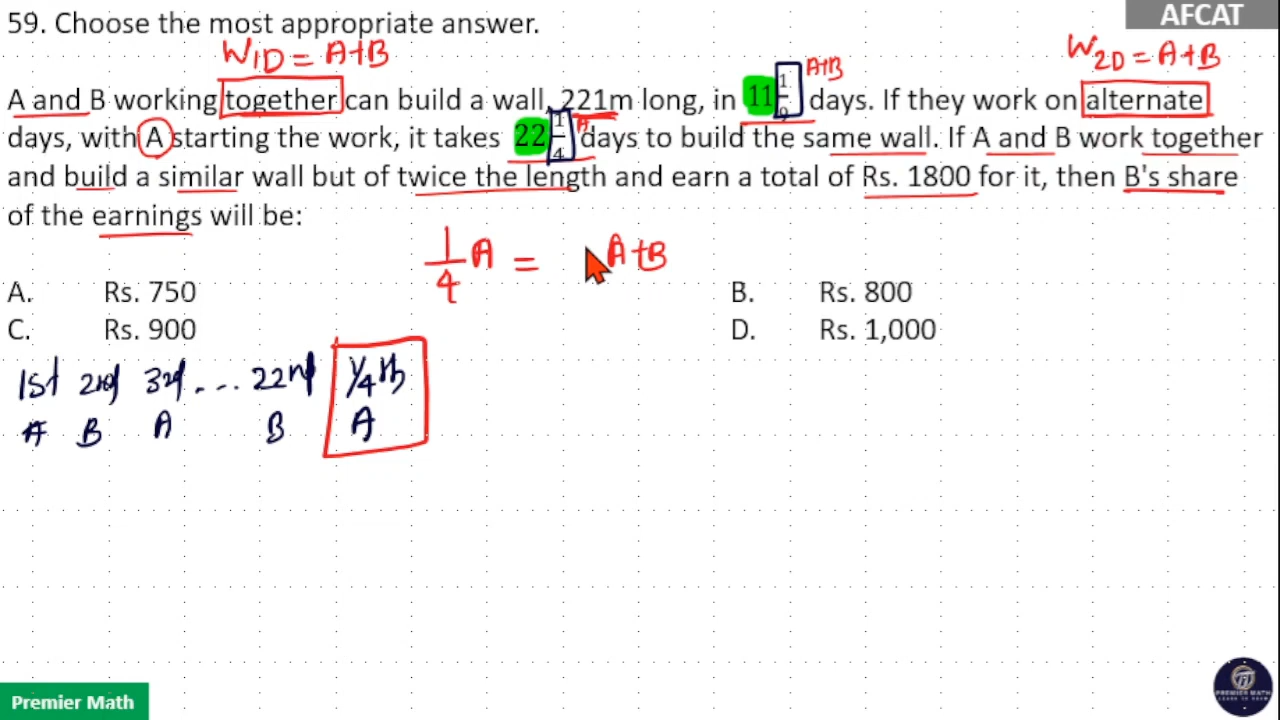 AFCAT
59. Choose the most appropriate answer.
W1D = A+B
W2D = A+B
A+B
A and B working together can build a wall, 221m long, in 11 1/9 days. If they work on alternate
A
days, with A starting the work, it takes 22 1/4 days to build the same wall. If A and B work together
and build a similar wall but of twice the length and earn a total of Rs. 1800 for it, then B's share
of the earnings will be:
1/4 A = A+B
A. Rs. 750 B. Rs. 800
C. Rs. 900 D. Rs. 1,000
1st 2nd 3rd ... 22nd 1/4th
A B A B A
Premier Math
PREMIER MATH